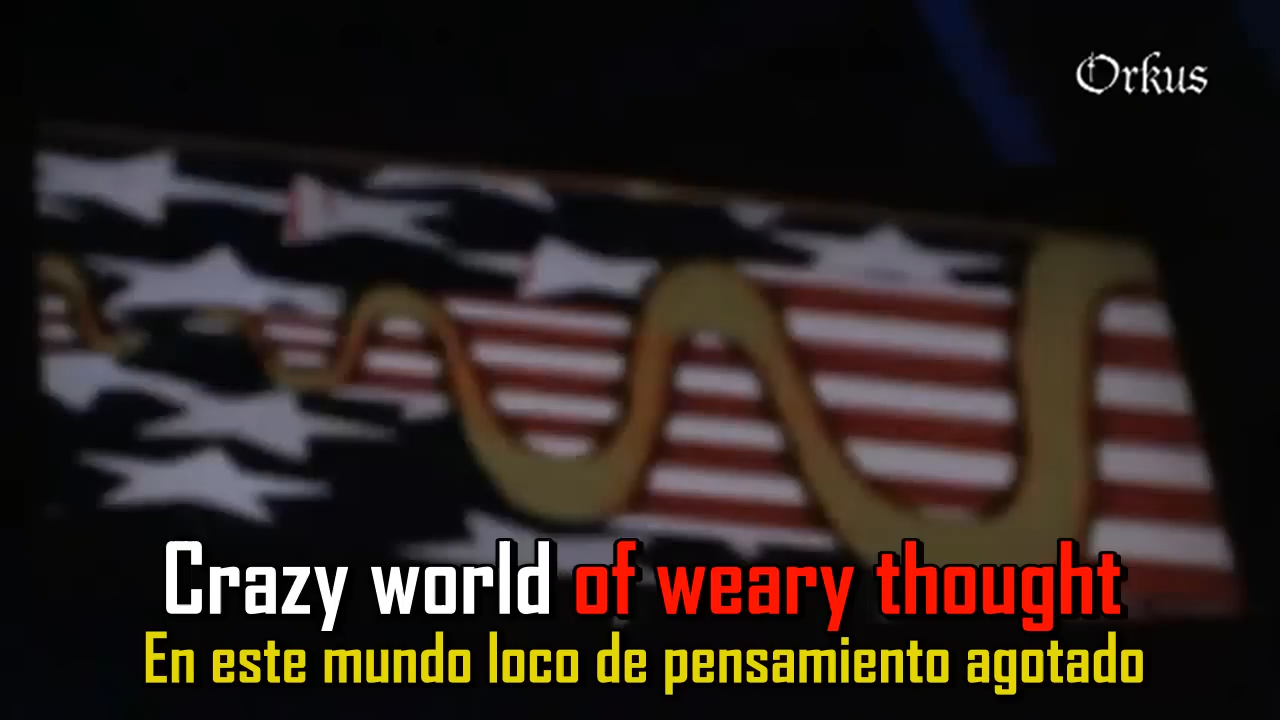 Orkus
Crazy world of weary thought
En este mundo loco de pensamiento agotado